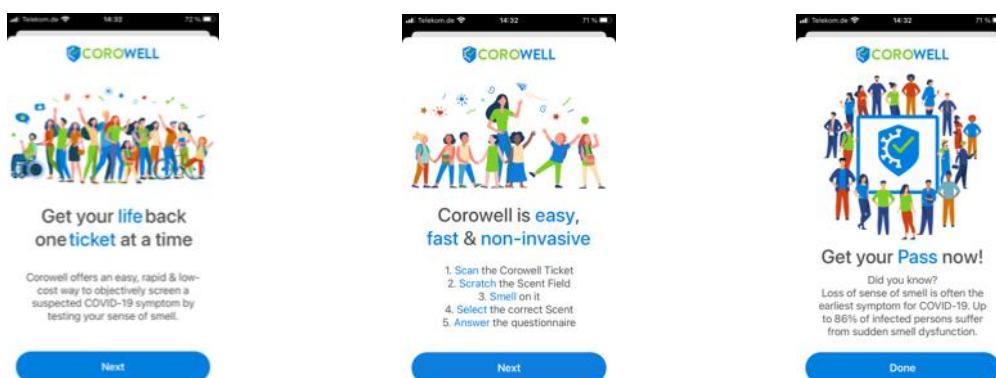 Telekom.de 14:32 72 %
COROWELL
Get your life back
one ticket at a time
Corowell offers an easy, rapid & low-
cost way to objectively screen a
suspected COVID-19 symptom by
testing your sense of smell.
Next
Telekom.de 14:32 71 %
COROWELL
Corowell is easy,
fast & non-invasive
1. Scan the Corowell Ticket
2. Scratch the Scent Field
3. Smell on it
4. Select the correct Scent
5. Answer the questionnaire
Next
Telekom.de 14:32 71 %
COROWELL
Get your Pass now!
Did you know?
Loss of sense of smell is often the
earliest symptom for COVID-19. Up
to 86% of infected persons suffer
from sudden smell dysfunction.
Done